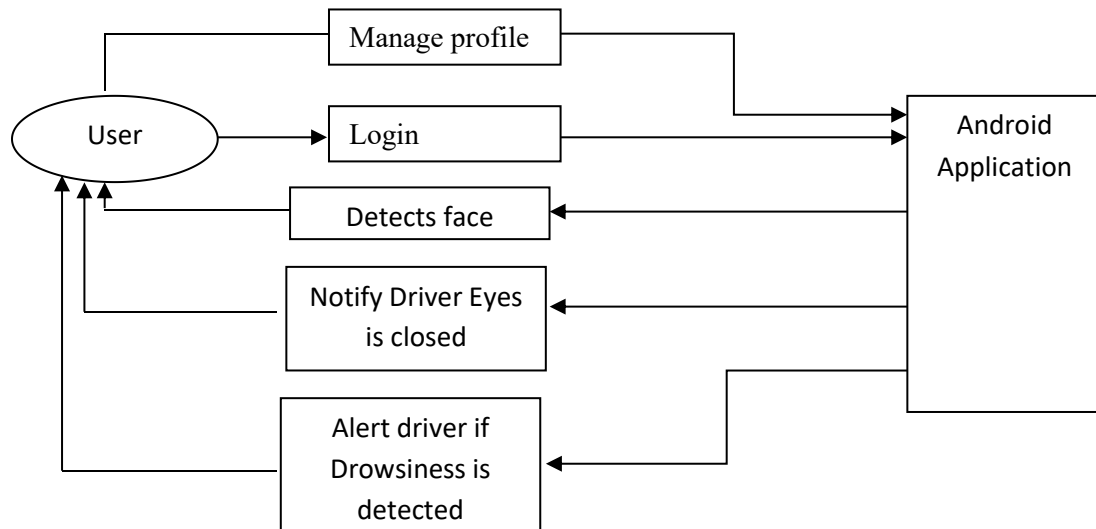 Manage profile
User
Login
Android
Application
Detects face
Notify Driver Eyes
is closed
Alert driver if
Drowsiness is
detected